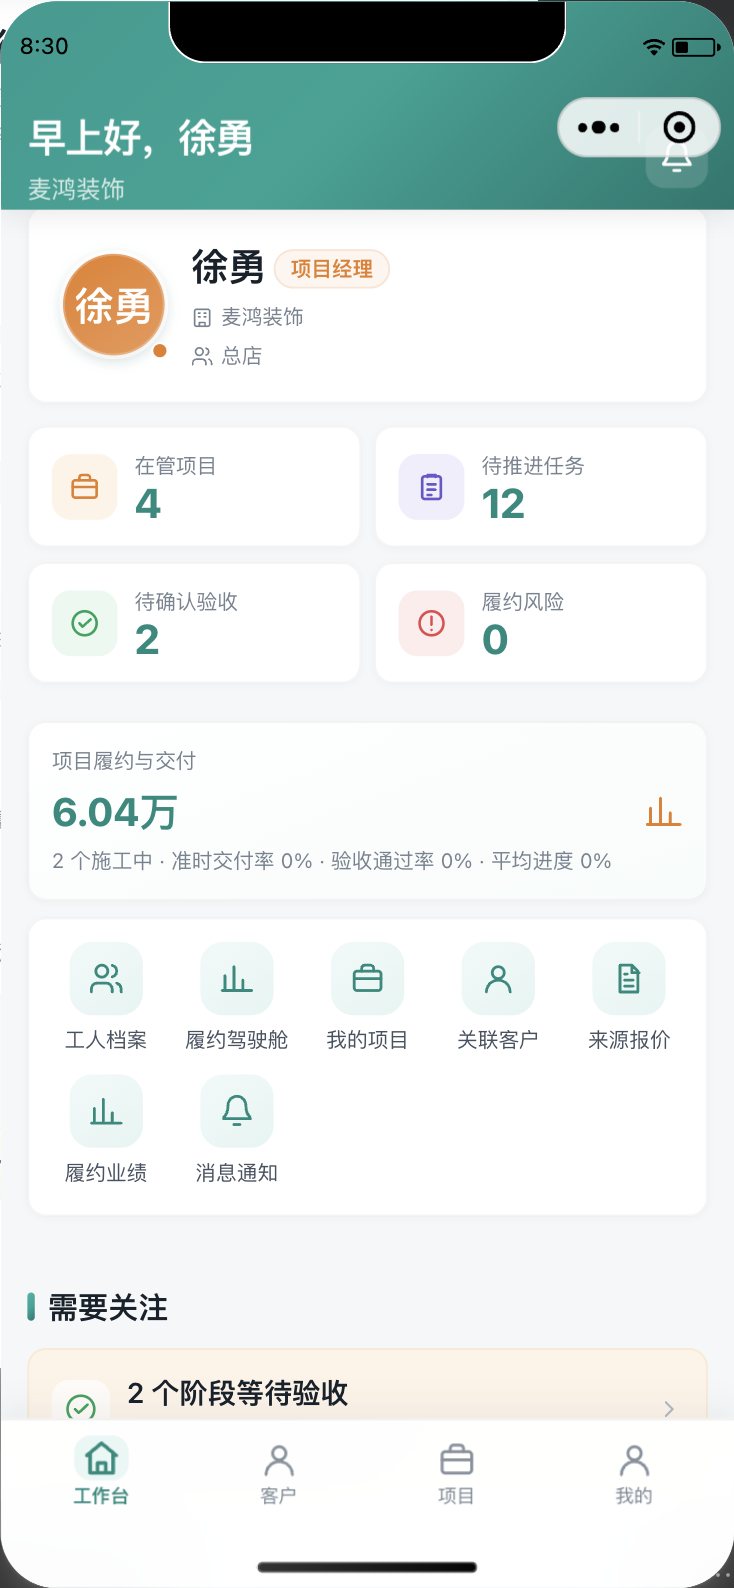 8:30
早上好，徐勇
麦鸿装饰
徐勇
徐勇 项目经理
麦鸿装饰
总店
在管项目
4
待推进任务
12
待确认验收
2
履约风险
0
项目履约与交付
6.04万
2 个施工中 · 准时交付率 0% · 验收通过率 0% · 平均进度 0%
工人档案 履约驾驶舱 我的项目 关联客户 来源报价
履约业绩 消息通知
需要关注
2 个阶段等待验收
工作台 客户 项目 我的